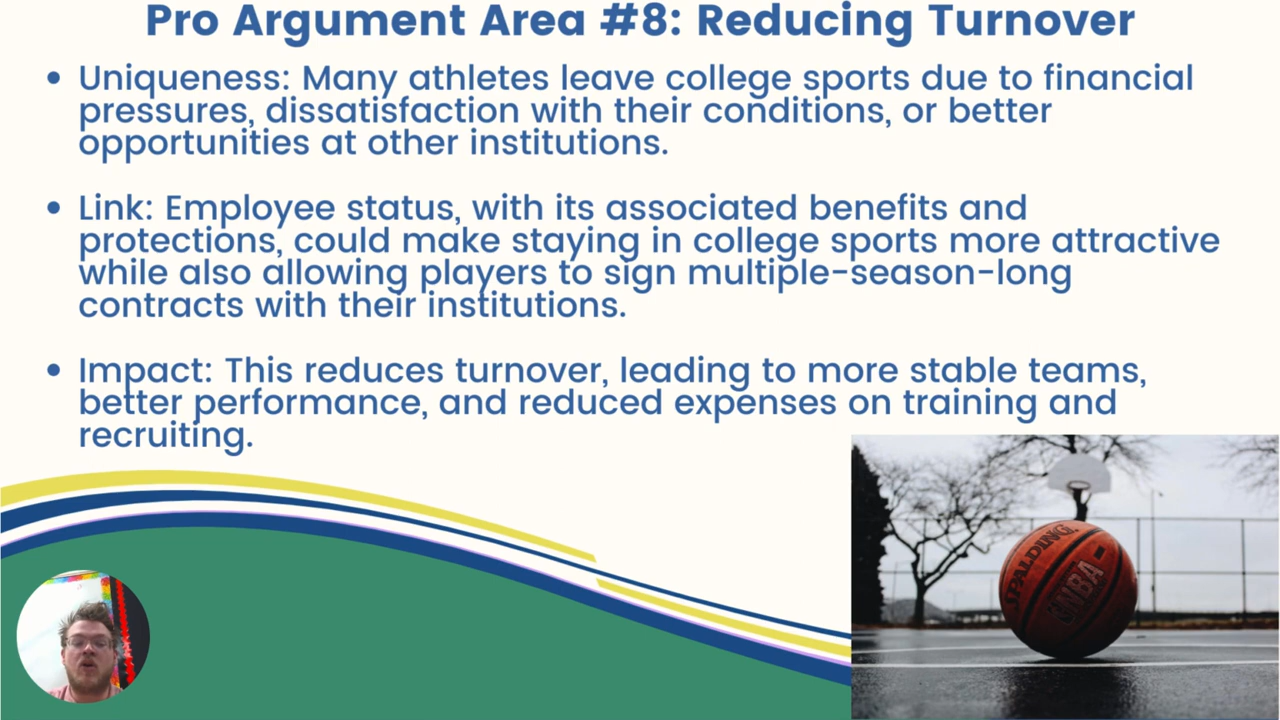 Pro Argument Area #8: Reducing Turnover
• Uniqueness: Many athletes leave college sports due to financial
pressures, dissatisfaction with their conditions, or better
opportunities at other institutions.
• Link: Employee status, with its associated benefits and
protections, could make staying in college sports more attractive
while also allowing players to sign multiple-season-long
contracts with their institutions.
• Impact: This reduces turnover, leading to more stable teams,
better performance, and reduced expenses on training and
recruiting.
SPALDING
NBA